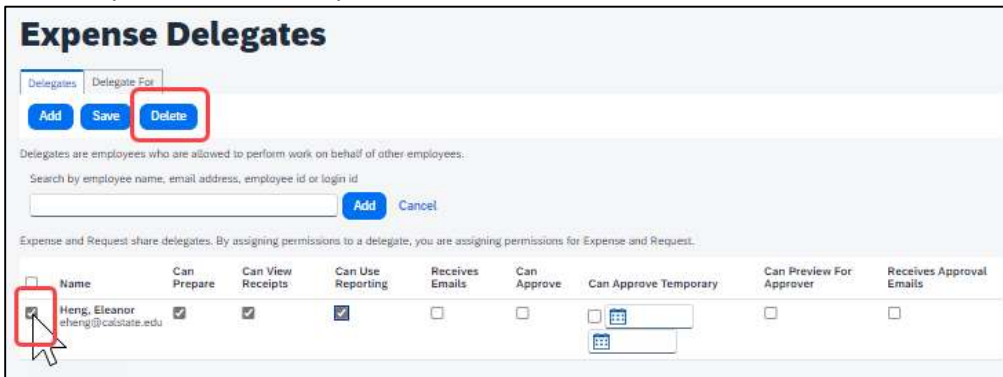 Expense Delegates
Delegates Delegate For
Add Save Delete
Delegates are employees who are allowed to perform work on behalf of other employees.
Search by employee name, email address, employee id or login id
Add Cancel
Expense and Request share delegates. By assigning permissions to a delegate, you are assigning permissions for Expense and Request.
Name Can Prepare Can View Receipts Can Use Reporting Receives Emails Can Approve Can Approve Temporary Can Preview For Approver Receives Approval Emails
Heng, Eleanor
eheng@calstate.edu